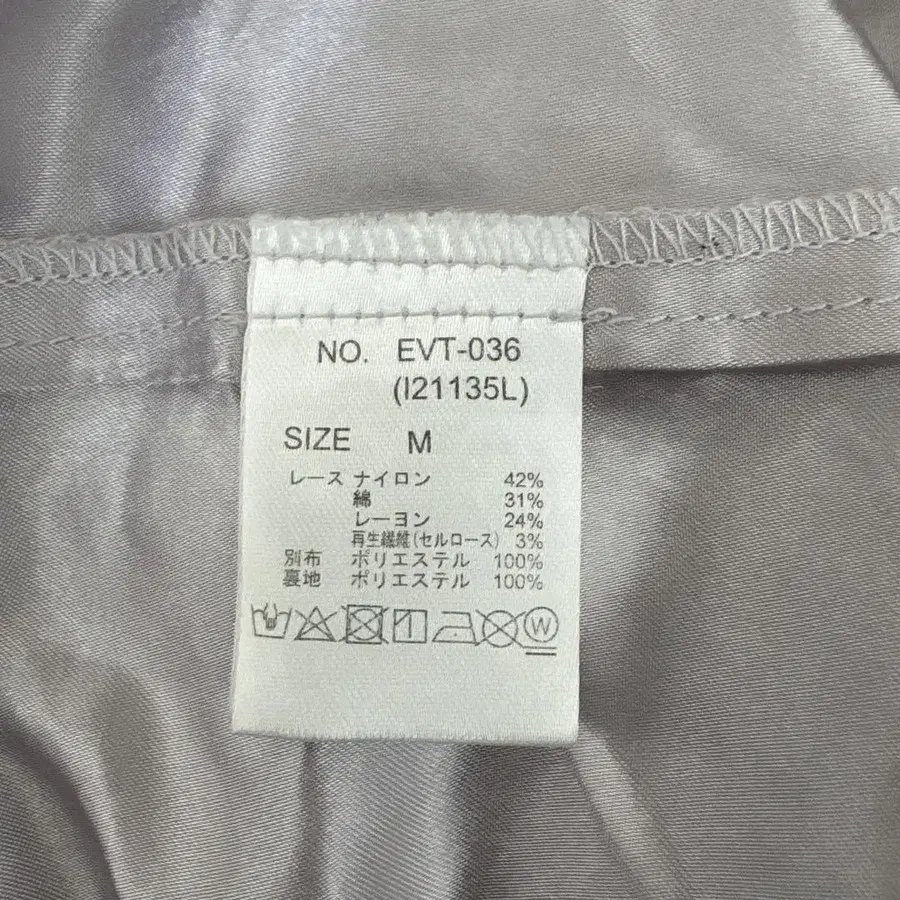 NO. EVT-036
(I21135L)
SIZE M
レース ナイロン 42%
綿 31%
レーヨン 24%
再生繊維(セルロース) 3%
別布 ポリエステル 100%
裏地 ポリエステル 100%
W